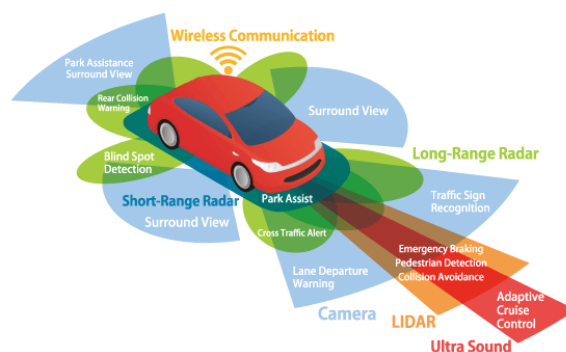 Wireless Communication
Park Assistance
Surround View
Rear Collision
Warning
Surround View
Blind Spot
Detection
Long-Range Radar
Short-Range Radar
Park Assist
Traffic Sign
Recognition
Surround View
Cross Traffic Alert
Emergency Braking
Pedestrian Detection
Collision Avoidance
Lane Departure
Warning
Adaptive
Cruise
Control
Camera
LIDAR
Ultra Sound